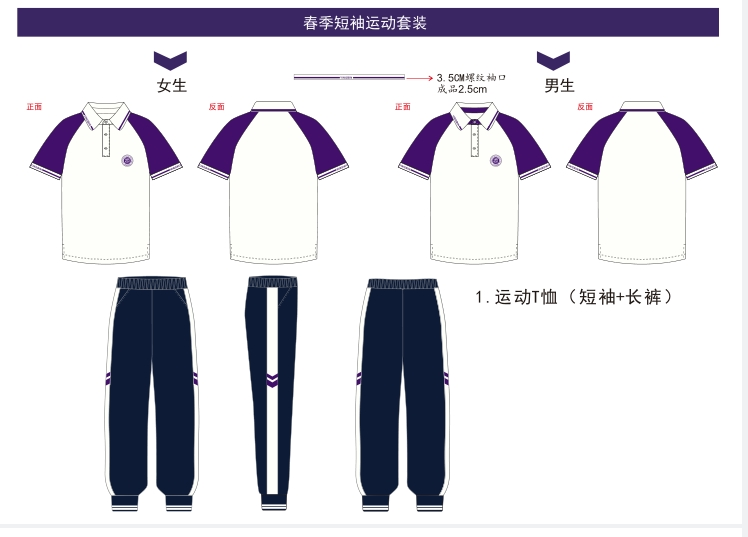 春季短袖运动套装
女生
3.5CM螺纹袖口
成品2.5cm
男生
正面
反面
正面
反面
1.运动T恤（短袖+长裤）